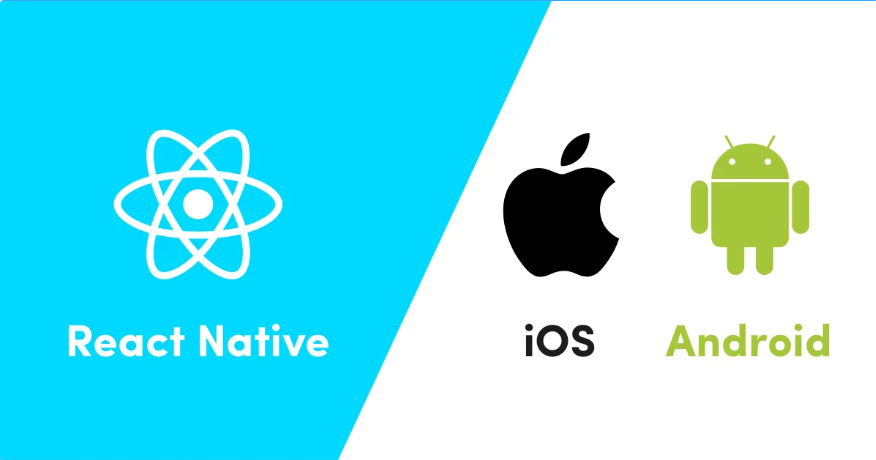 React Native
iOS
Android